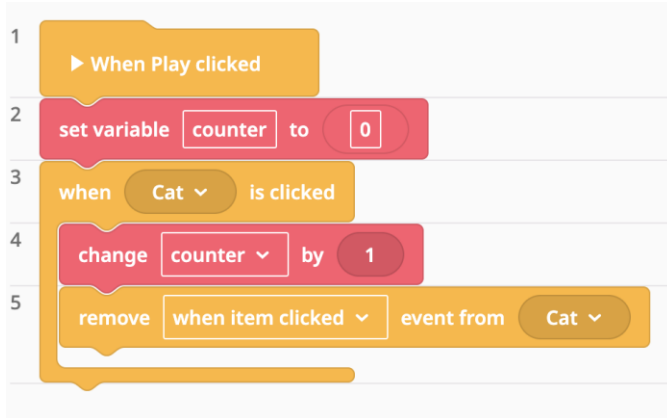 1 When Play clicked
2 set variable counter to 0
3 when Cat is clicked
4 change counter by 1
5 remove when item clicked event from Cat